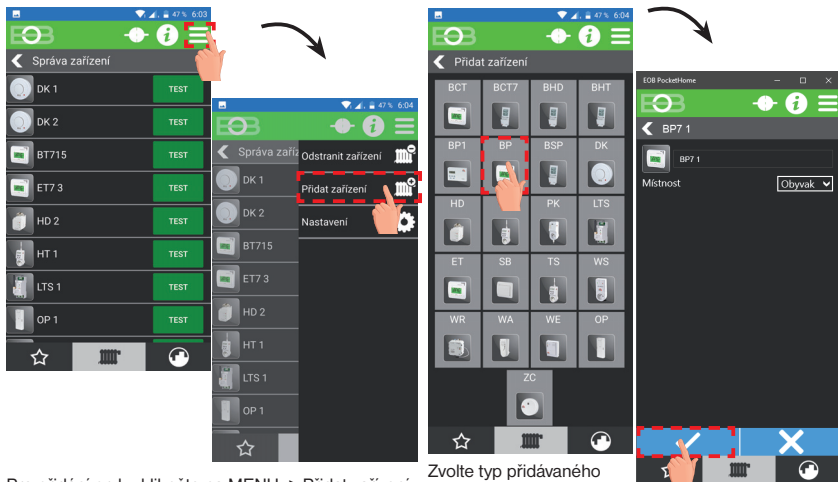 47 % 6:03
EOB
i
Správa zařízení
DK 1 TEST
DK 2 TEST
BT715 TEST
ET7 3 TEST
HD 2 TEST
HT 1 TEST
LTS 1 TEST
OP 1 TEST
47 % 6:04
EOB
i
Správa zaříz
Odstranit zařízení
Přidat zařízení
Nastavení
DK 1
DK 2
BT715
ET7 3
HD 2
HT 1
LTS 1
OP 1
47 % 6:04
EOB
i
Přidat zařízení
BCT BCT7 BHD BHT
BP1 BP BSP DK
HD PK LTS
ET SB TS WS
WR WA WE OP
ZC
Zvolte typ přidávaného
EOB PocketHome
EOB
i
BP7 1
BP7 1
Místnost Obyvak
MENU